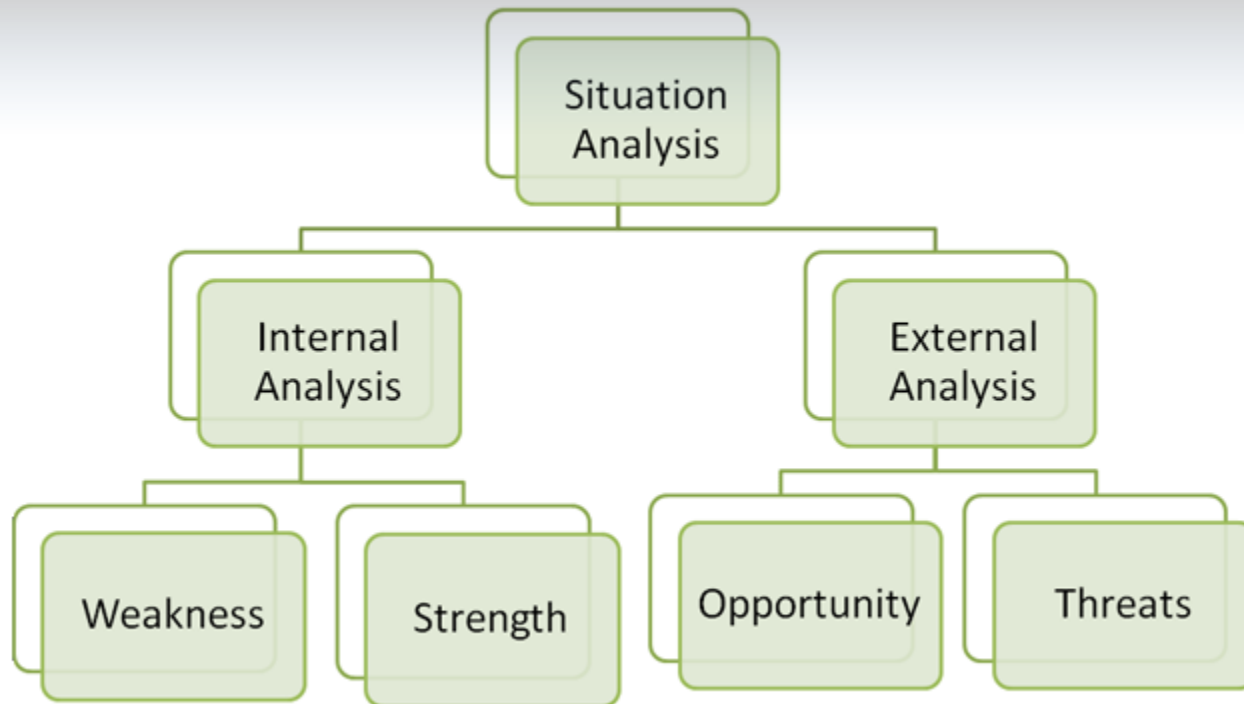 Situation
Analysis
Internal
Analysis
External
Analysis
Weakness
Strength
Opportunity
Threats